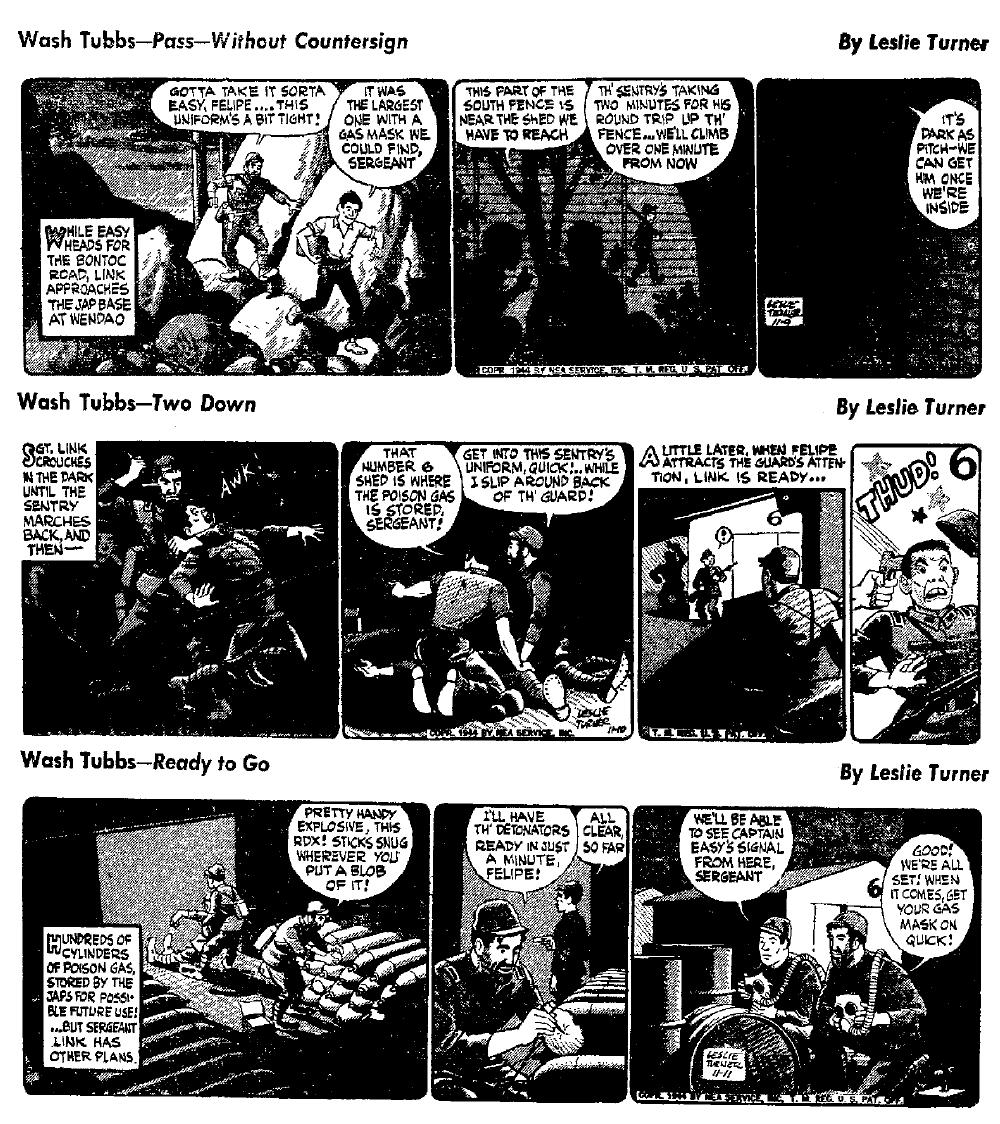 Wash Tubbs—Pass—Without Countersign
By Leslie Turner
GOTTA TAKE IT SORTA
EASY, FELIPE....THIS
UNIFORM'S A BIT TIGHT!
IT WAS
THE LARGEST
ONE WITH A
GAS MASK WE
COULD FIND,
SERGEANT
WHILE EASY
HEADS FOR
THE BONTOC
ROAD, LINK
APPROACHES
THE JAP BASE
AT WENDAO
THIS PART OF THE
SOUTH FENCE IS
NEAR THE SHED WE
HAVE TO REACH
TH' SENTRY'S TAKING
TWO MINUTES FOR HIS
ROUND TRIP UP TH'
FENCE...WE'LL CLIMB
OVER ONE MINUTE
FROM NOW
COPR. 1944 BY NEA SERVICE, INC. T. M. REG. U. S. PAT. OFF.
IT'S
DARK AS
PITCH—WE
CAN GET
HIM ONCE
WE'RE
INSIDE
LESLIE
TURNER
11-9
Wash Tubbs—Two Down
By Leslie Turner
SGT. LINK
CROUCHES
IN THE DARK
UNTIL THE
SENTRY
MARCHES
BACK, AND
THEN—
AWK
THAT
NUMBER 6
SHED IS WHERE
THE POISON GAS
IS STORED,
SERGEANT!
GET INTO THIS SENTRY'S
UNIFORM, QUICK!..WHILE
I SLIP AROUND BACK
OF TH' GUARD!
LESLIE
TURNER
11-10
COPR. 1944 BY NEA SERVICE, INC.
A LITTLE LATER, WHEN FELIPE
ATTRACTS THE GUARD'S ATTEN-
TION, LINK IS READY...
6
!
T. M. REG. U. S. PAT. OFF.
6
THUD!
Wash Tubbs—Ready to Go
By Leslie Turner
PRETTY HANDY
EXPLOSIVE, THIS
RDX! STICKS SNUG
WHEREVER YOU
PUT A BLOB
OF IT!
HUNDREDS OF
CYLINDERS
OF POISON GAS,
STORED BY THE
JAPS FOR POSSI-
BLE FUTURE USE!
...BUT SERGEANT
LINK HAS
OTHER PLANS.
I'LL HAVE
TH' DETONATORS
READY IN JUST
A MINUTE,
FELIPE!
ALL
CLEAR,
SO FAR
WE'LL BE ABLE
TO SEE CAPTAIN
EASY'S SIGNAL
FROM HERE,
SERGEANT
GOOD!
WE'RE ALL
SET! WHEN
IT COMES, GET
YOUR GAS
MASK ON
QUICK!
6
LESLIE
TURNER
11-11
COPR. 1944 BY NEA SERVICE, INC. T. M. REG. U. S. PAT. OFF.